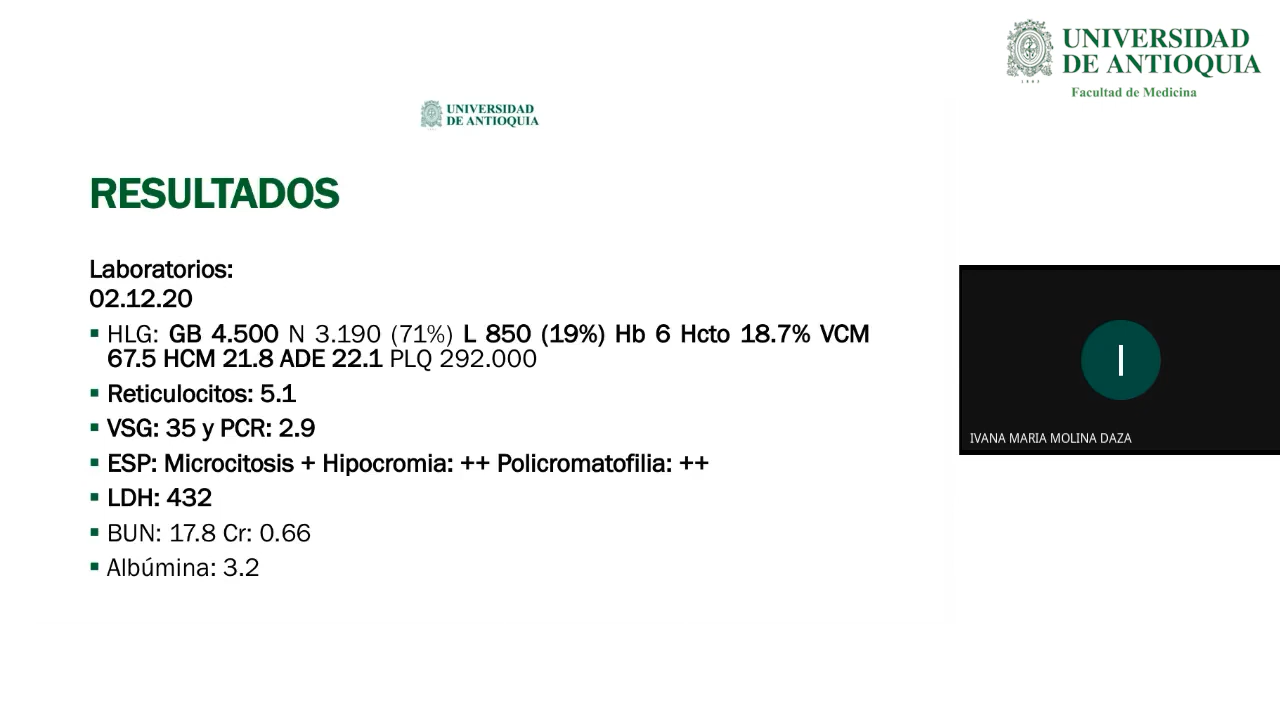 UNIVERSIDAD
DE ANTIOQUIA
1803
Facultad de Medicina
UNIVERSIDAD
DE ANTIOQUIA
RESULTADOS
Laboratorios:
02.12.20
▪ HLG: GB 4.500 N 3.190 (71%) L 850 (19%) Hb 6 Hcto 18.7% VCM
67.5 HCM 21.8 ADE 22.1 PLQ 292.000
▪ Reticulocitos: 5.1
▪ VSG: 35 y PCR: 2.9
▪ ESP: Microcitosis + Hipocromia: ++ Policromatofilia: ++
▪ LDH: 432
▪ BUN: 17.8 Cr: 0.66
▪ Albúmina: 3.2
I
IVANA MARIA MOLINA DAZA